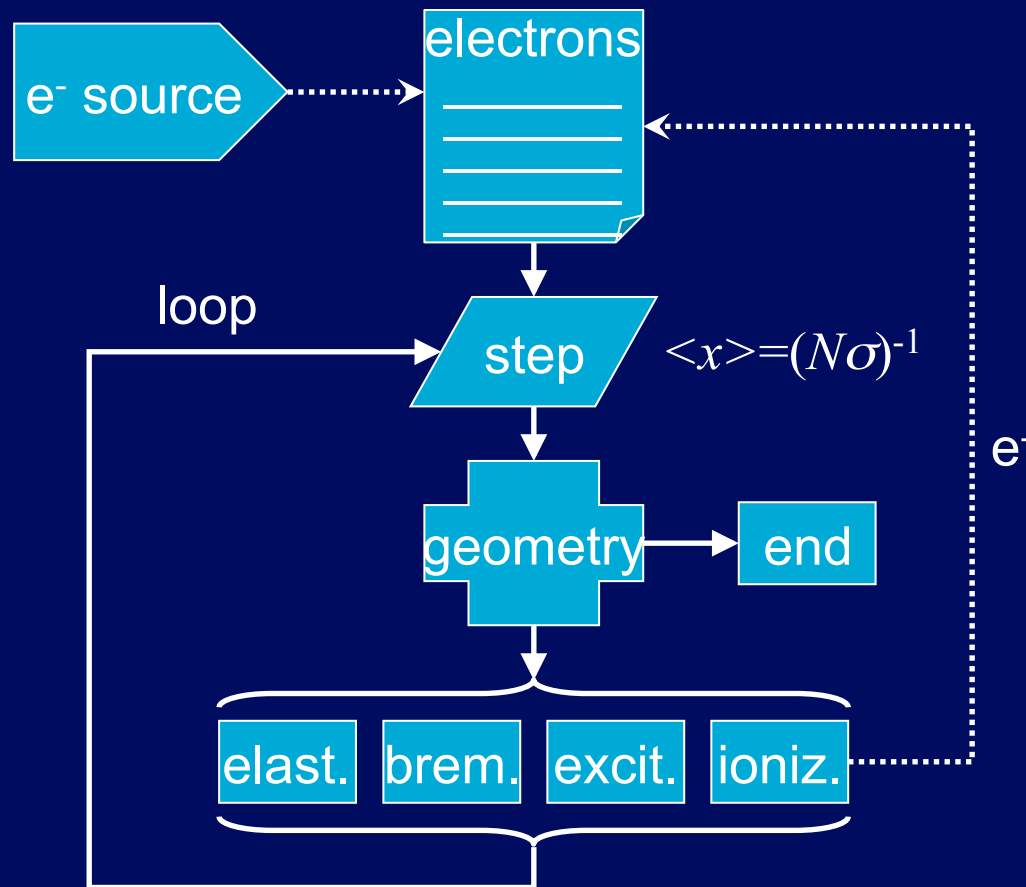 electrons
e⁻ source
loop
step
<x>=(Nσ)⁻¹
e⁻
geometry
end
elast.
brem.
excit.
ioniz.